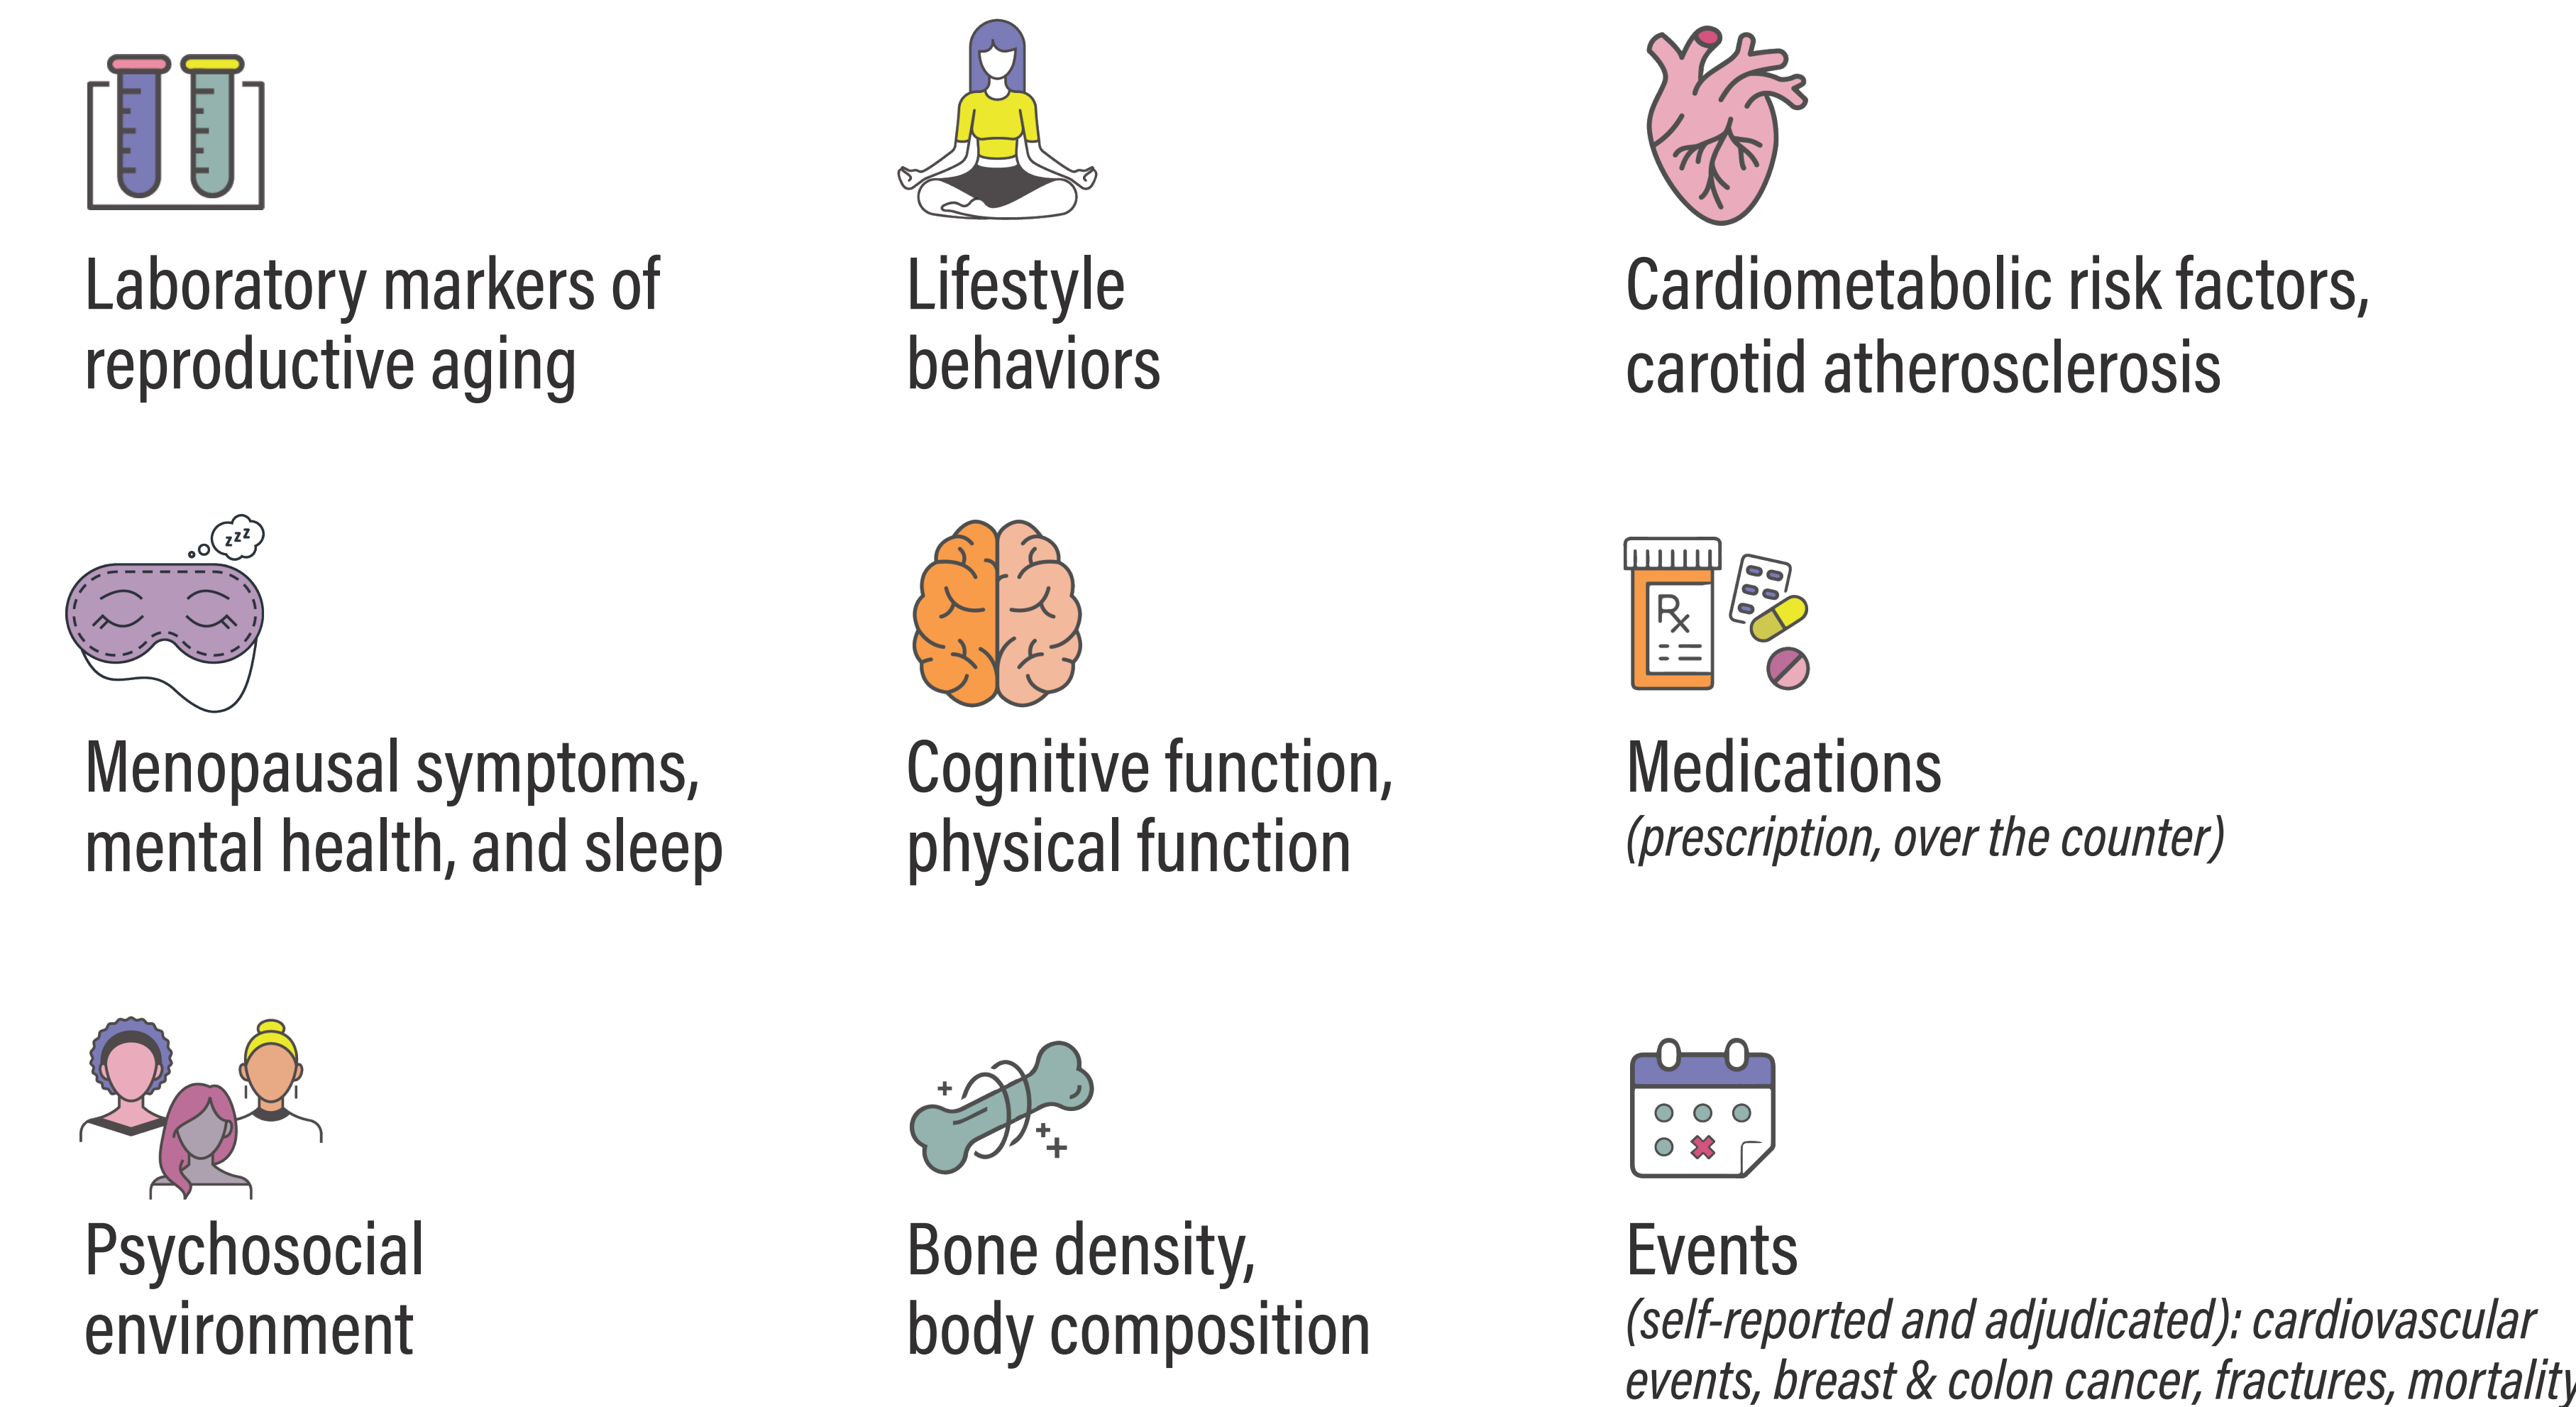 Laboratory markers of
reproductive aging
Lifestyle
behaviors
Cardiometabolic risk factors,
carotid atherosclerosis
zzz
Menopausal symptoms,
mental health, and sleep
Cognitive function,
physical function
Rx
Medications
(prescription, over the counter)
Psychosocial
environment
Bone density,
body composition
Events
(self-reported and adjudicated): cardiovascular
events, breast & colon cancer, fractures, mortality